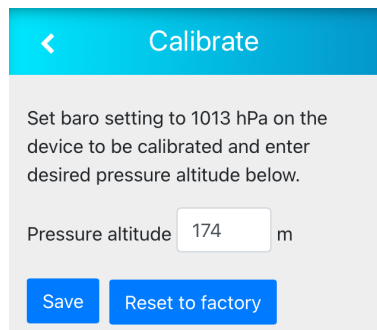 Calibrate
Set baro setting to 1013 hPa on the
device to be calibrated and enter
desired pressure altitude below.
Pressure altitude 174 m
Save Reset to factory